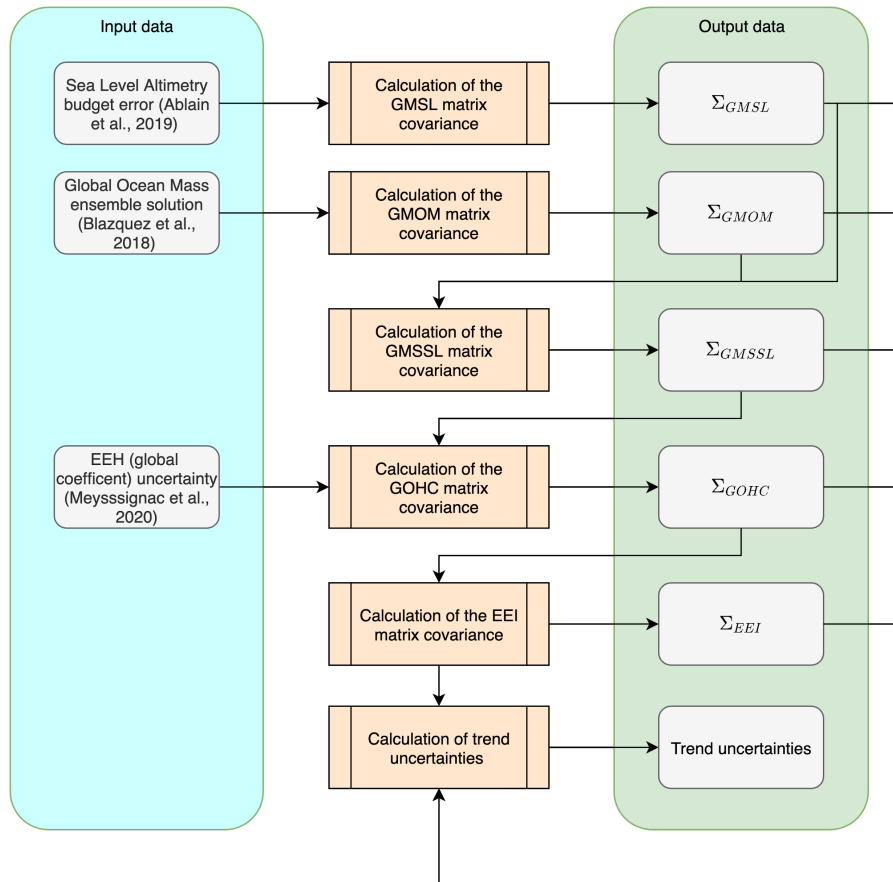 Input data
Output data
Sea Level Altimetry
budget error (Ablain
et al., 2019)
Calculation of the
GMSL matrix
covariance
Σ_GMSL
Global Ocean Mass
ensemble solution
(Blazquez et al.,
2018)
Calculation of the
GMOM matrix
covariance
Σ_GMOM
Calculation of the
GMSSL matrix
covariance
Σ_GMSSL
EEH (global
coefficent) uncertainty
(Meysssignac et al.,
2020)
Calculation of the
GOHC matrix
covariance
Σ_GOHC
Calculation of the EEI
matrix covariance
Σ_EEI
Calculation of trend
uncertainties
Trend uncertainties